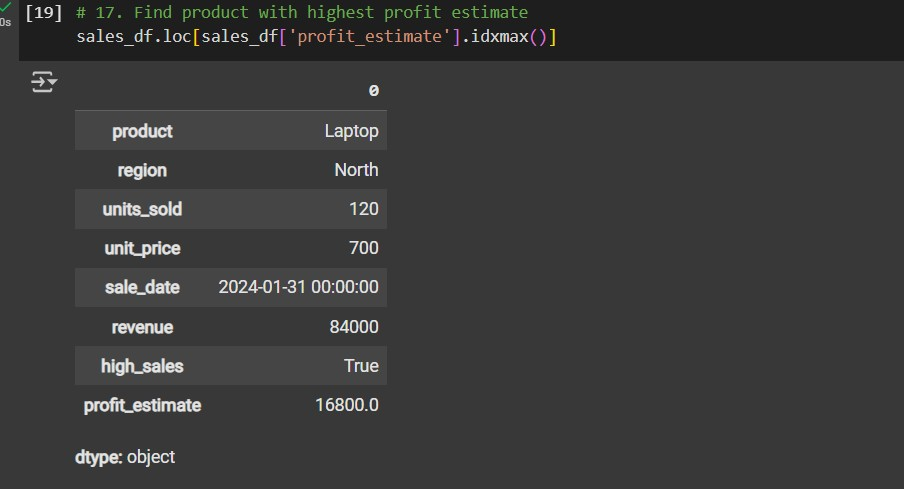 0s [19] # 17. Find product with highest profit estimate
sales_df.loc[sales_df['profit_estimate'].idxmax()]
0
product Laptop
region North
units_sold 120
unit_price 700
sale_date 2024-01-31 00:00:00
revenue 84000
high_sales True
profit_estimate 16800.0
dtype: object